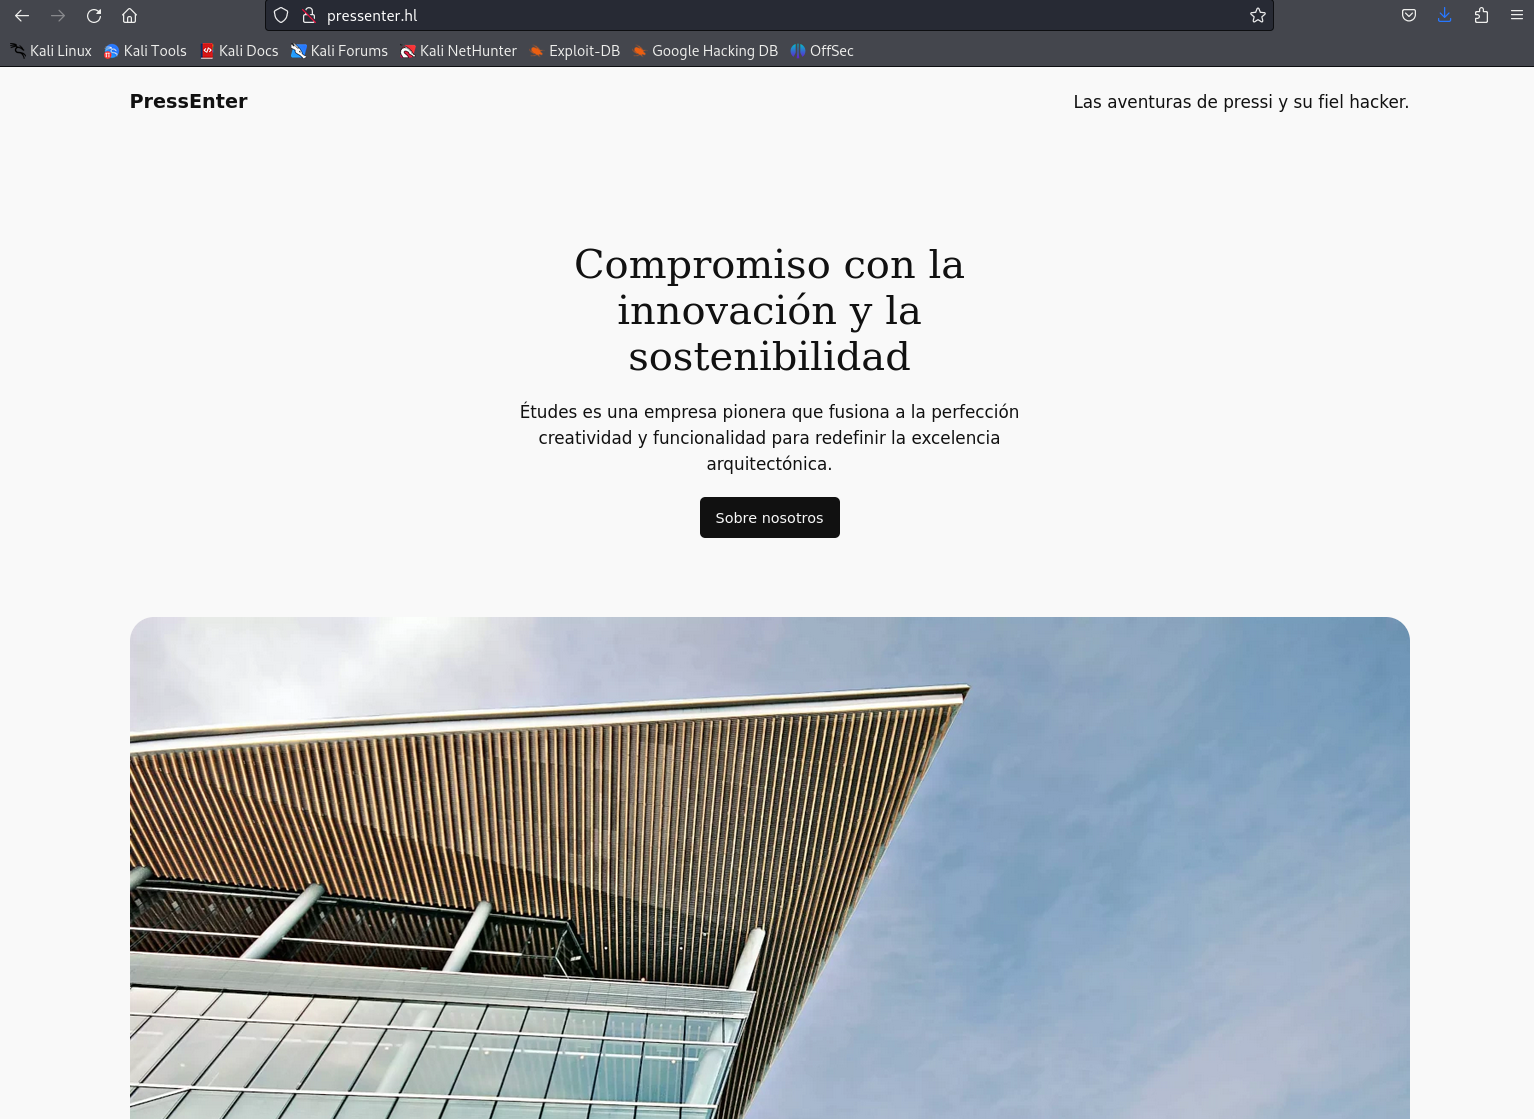 pressenter.hl
Kali Linux Kali Tools Kali Docs Kali Forums Kali NetHunter Exploit-DB Google Hacking DB OffSec
PressEnter Las aventuras de pressi y su fiel hacker.
Compromiso con la
innovación y la
sostenibilidad
Études es una empresa pionera que fusiona a la perfección
creatividad y funcionalidad para redefinir la excelencia
arquitectónica.
Sobre nosotros